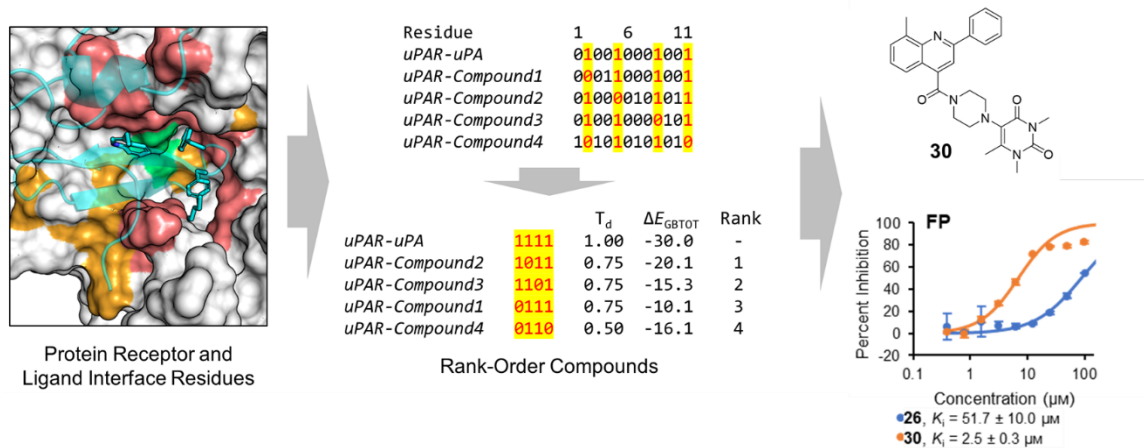 Residue 1 6 11
uPAR-uPA 010010001001
uPAR-Compound1 000110001001
uPAR-Compound2 010000101011
uPAR-Compound3 010010000101
uPAR-Compound4 101010101010
Td ΔEGBTOT Rank
uPAR-uPA 1111 1.00 -30.0 -
uPAR-Compound2 1011 0.75 -20.1 1
uPAR-Compound3 1101 0.75 -15.3 2
uPAR-Compound1 0111 0.75 -10.1 3
uPAR-Compound4 0110 0.50 -16.1 4
Protein Receptor and
Ligand Interface Residues
Rank-Order Compounds
N
O
N
N
O
N
N
O
30
FP
Percent Inhibition
100
80
60
40
20
0
-20
0.1 1 10 100
Concentration (μM)
26, Ki = 51.7 ± 10.0 μM
30, Ki = 2.5 ± 0.3 μM